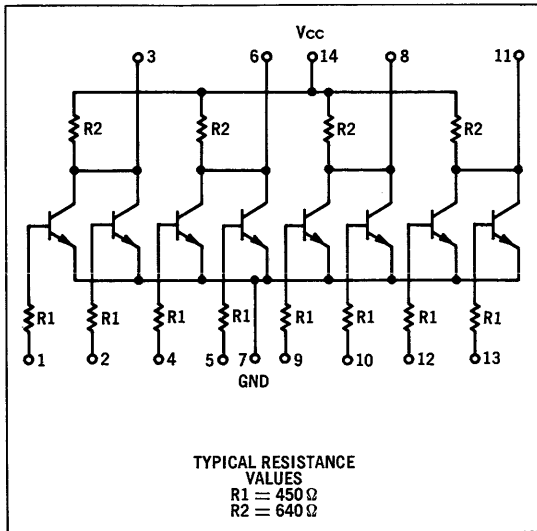 Vcc
3 6 14 8 11
R2 R2 R2 R2
R1 R1 R1 R1 R1 R1 R1 R1
1 2 4 5 7 9 10 12 13
GND
TYPICAL RESISTANCE
VALUES
R1 = 450 Ω
R2 = 640 Ω